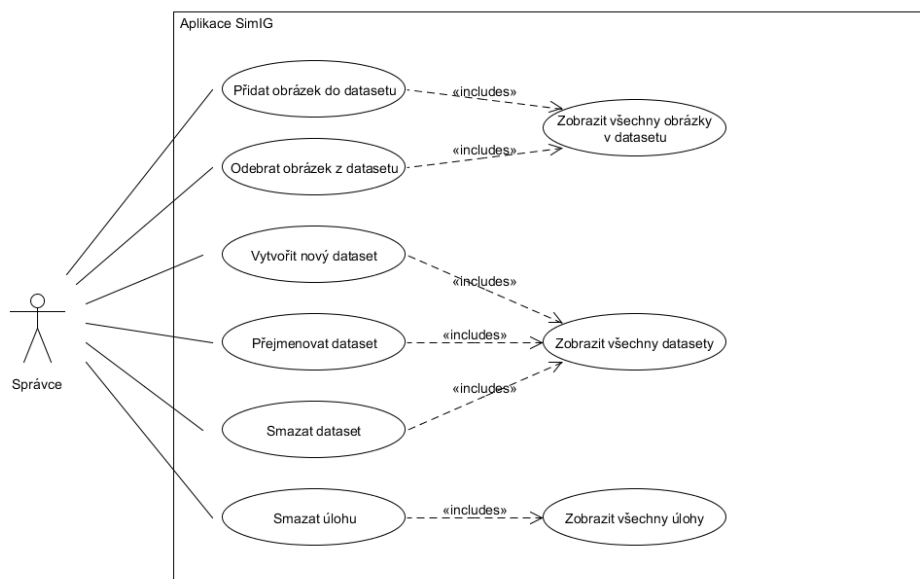 Aplikace SimIG
Přidat obrázek do datasetu
«includes»
Zobrazit všechny obrázky
v datasetu
Odebrat obrázek z datasetu
«includes»
Vytvořit nový dataset
«includes»
Přejmenovat dataset
«includes»
Zobrazit všechny datasety
Správce
«includes»
Smazat dataset
Smazat úlohu
«includes»
Zobrazit všechny úlohy